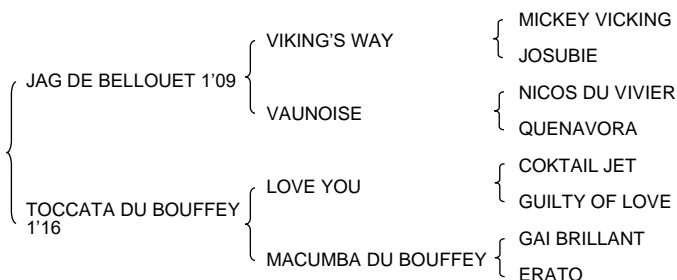 MICKEY VICKING
VIKING'S WAY
JOSUBIE
JAG DE BELLOUET 1'09
NICOS DU VIVIER
VAUNOISE
QUENAVORA
COKTAIL JET
LOVE YOU
GUILTY OF LOVE
TOCCATA DU BOUFFEY
1'16
GAI BRILLANT
MACUMBA DU BOUFFEY
ERATO